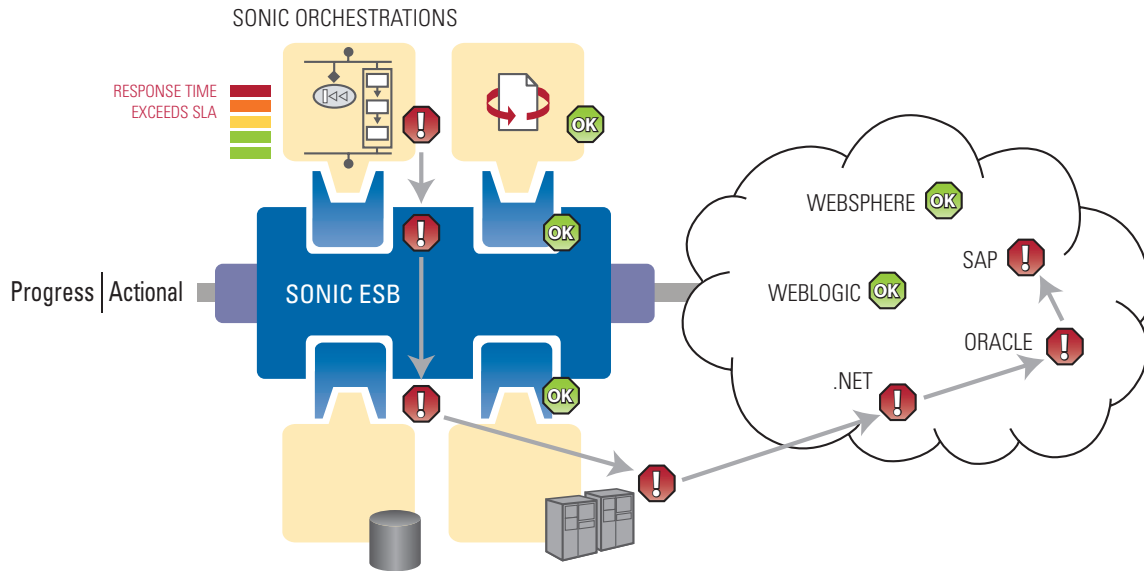 SONIC ORCHESTRATIONS
RESPONSE TIME
EXCEEDS SLA
!
OK
!
OK
WEBSPHERE OK
SAP !
Progress | Actional
SONIC ESB
WEBLOGIC OK
ORACLE !
.NET !
!
OK
!